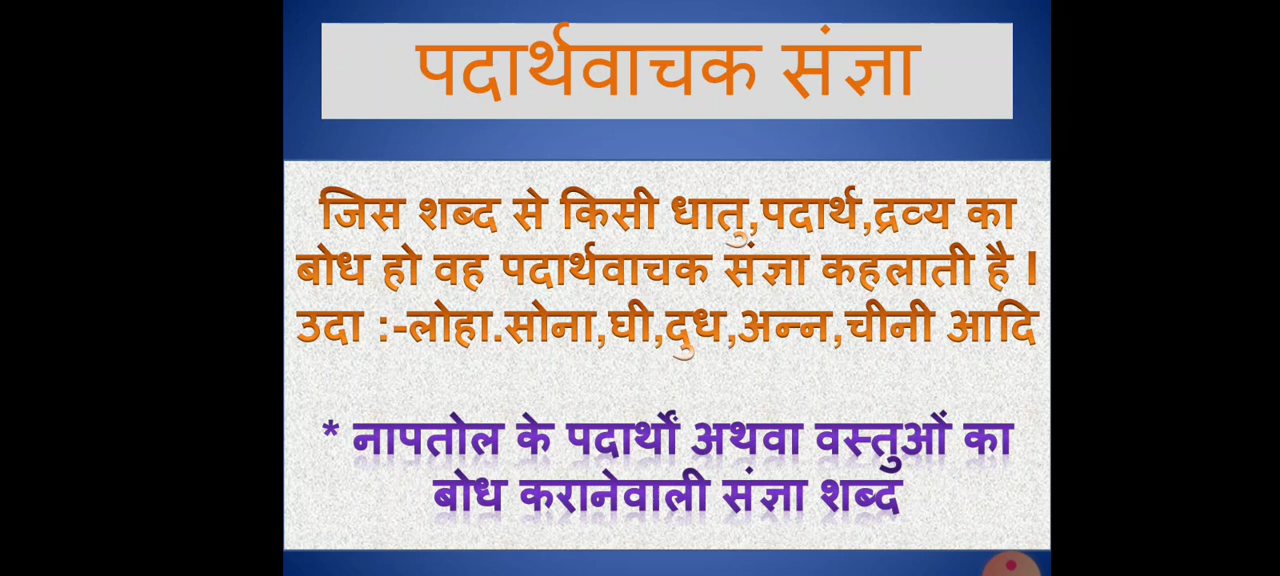 पदार्थवाचक संज्ञा
जिस शब्द से किसी धातु,पदार्थ,द्रव्य का
बोध हो वह पदार्थवाचक संज्ञा कहलाती है l
उदा :-लोहा.सोना,घी,दुध,अन्न,चीनी आदि
* नापतोल के पदार्थों अथवा वस्तुओं का
बोध करानेवाली संज्ञा शब्द